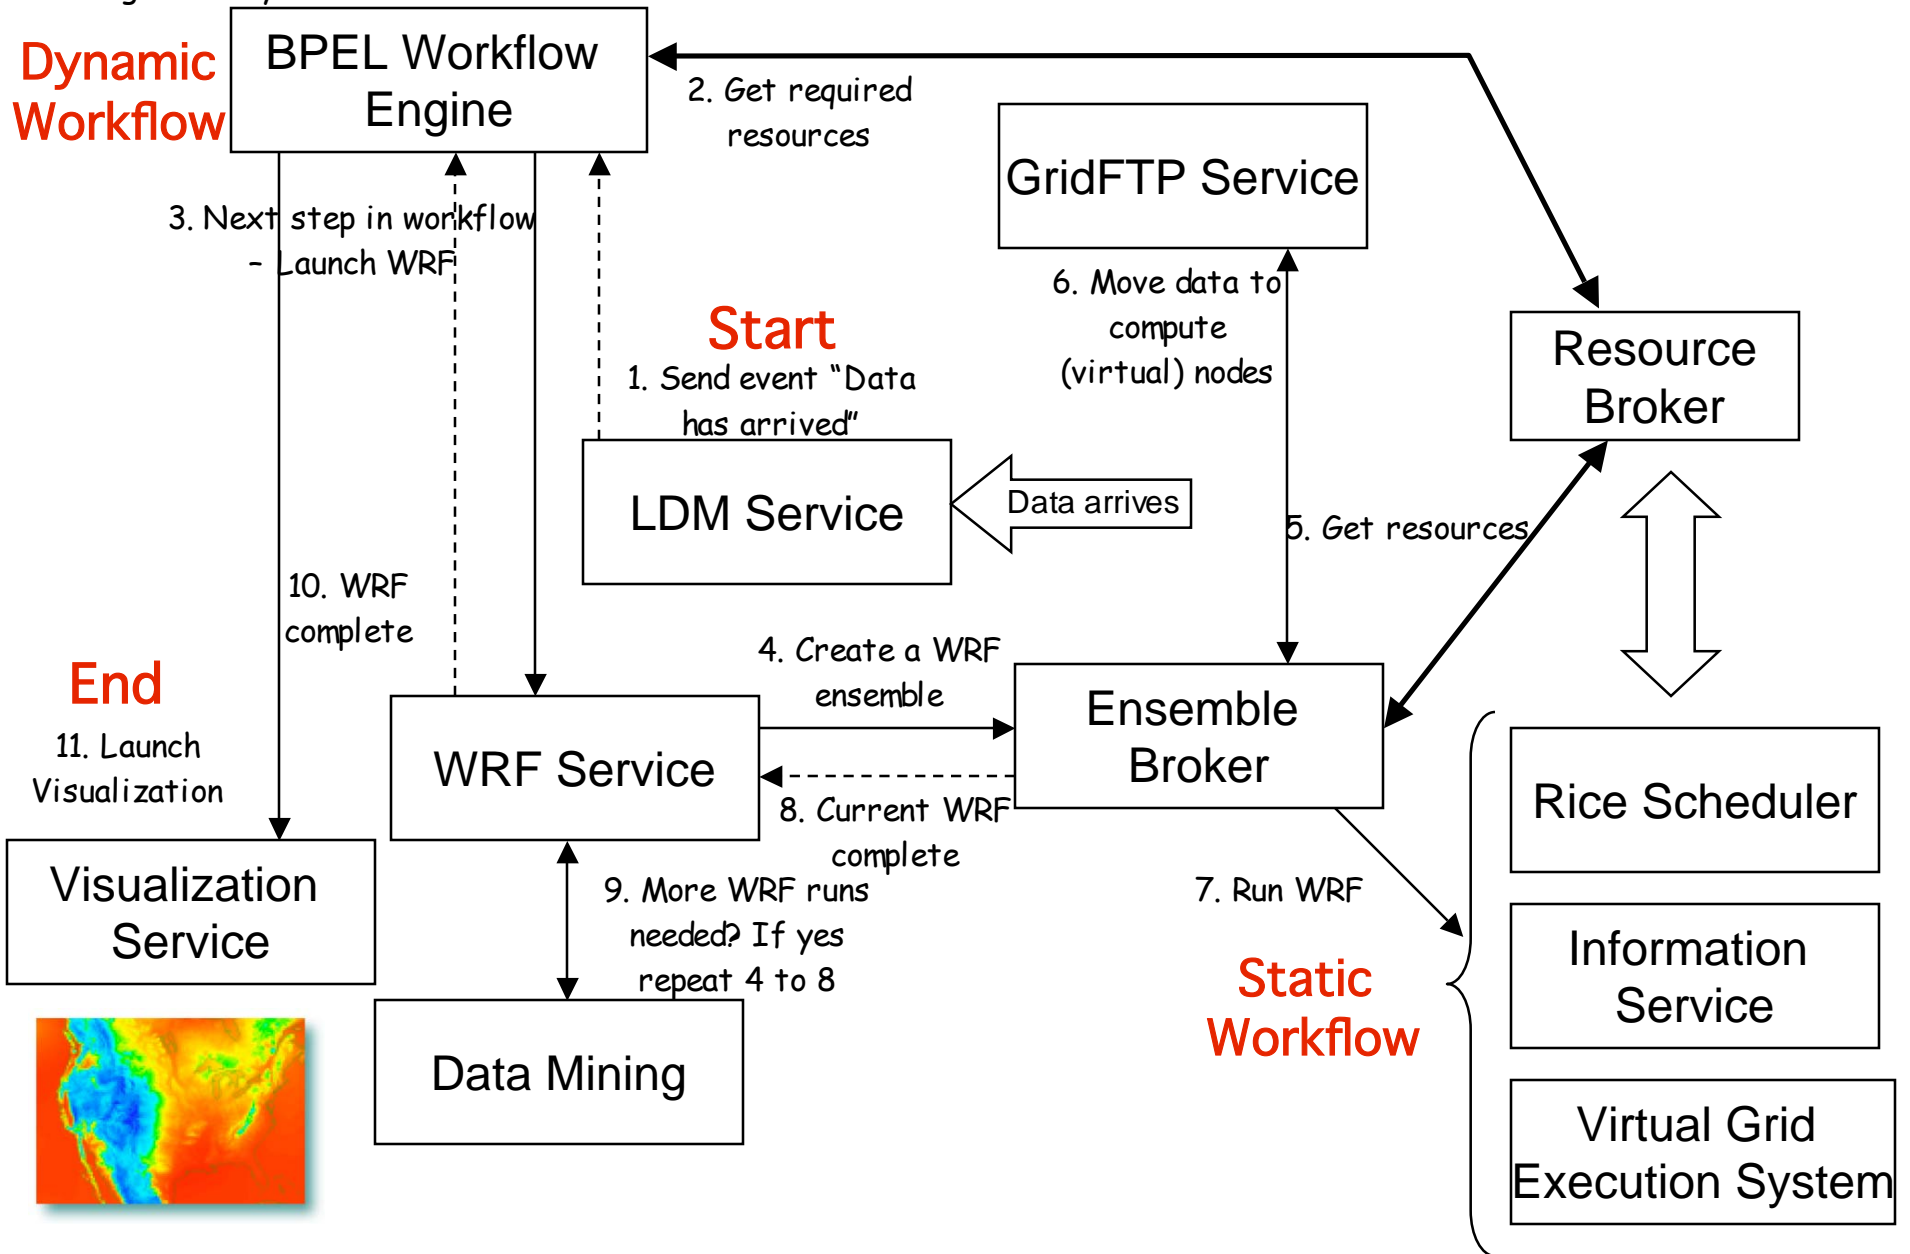 BPEL Workflow
Engine
Dynamic
Workflow
2. Get required
resources
GridFTP Service
3. Next step in workflow
– Launch WRF
6. Move data to
compute
(virtual) nodes
Start
1. Send event “Data
has arrived”
Resource
Broker
LDM Service
Data arrives
5. Get resources
10. WRF
complete
4. Create a WRF
ensemble
End
11. Launch
Visualization
WRF Service
Ensemble
Broker
8. Current WRF
complete
Rice Scheduler
Visualization
Service
9. More WRF runs
needed? If yes
repeat 4 to 8
7. Run WRF
Information
Service
Static
Workflow
Data Mining
Virtual Grid
Execution System